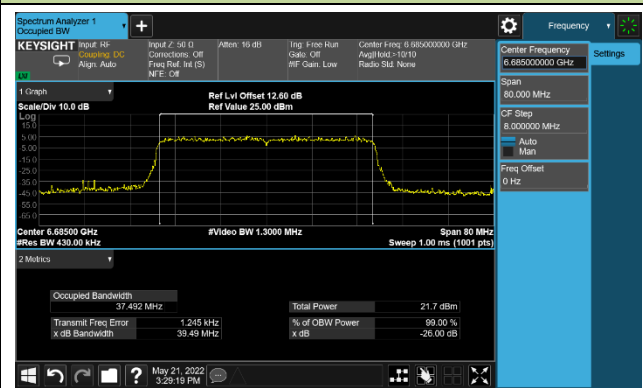 Spectrum Analyzer 1
Occupied BW
+
Frequency
KEYSIGHT
Input: RF
Coupling: DC
Align: Auto
Input Z: 50 Ω
Corrections: Off
Freq Ref: Int (S)
NFE: Off
Atten: 16 dB
Trig: Free Run
Gate: Off
#IF Gain: Low
Center Freq: 6.685000000 GHz
Avg|Hold:>10/10
Radio Std: None
LXI
Center Frequency
6.685000000 GHz
Settings
Span
80.000 MHz
CF Step
8.000000 MHz
Auto
Man
Freq Offset
0 Hz
1 Graph
Scale/Div 10.0 dB
Ref Lvl Offset 12.60 dB
Ref Value 25.00 dBm
Log
15.0
5.00
-5.00
-15.0
-25.0
-35.0
-45.0
-55.0
-65.0
Center 6.68500 GHz
#Video BW 1.3000 MHz
Span 80 MHz
#Res BW 430.00 kHz
Sweep 1.00 ms (1001 pts)
2 Metrics
Occupied Bandwidth
37.492 MHz
Total Power
21.7 dBm
Transmit Freq Error
1.245 kHz
% of OBW Power
99.00 %
x dB Bandwidth
39.49 MHz
x dB
-26.00 dB
?
May 21, 2022
3:29:19 PM